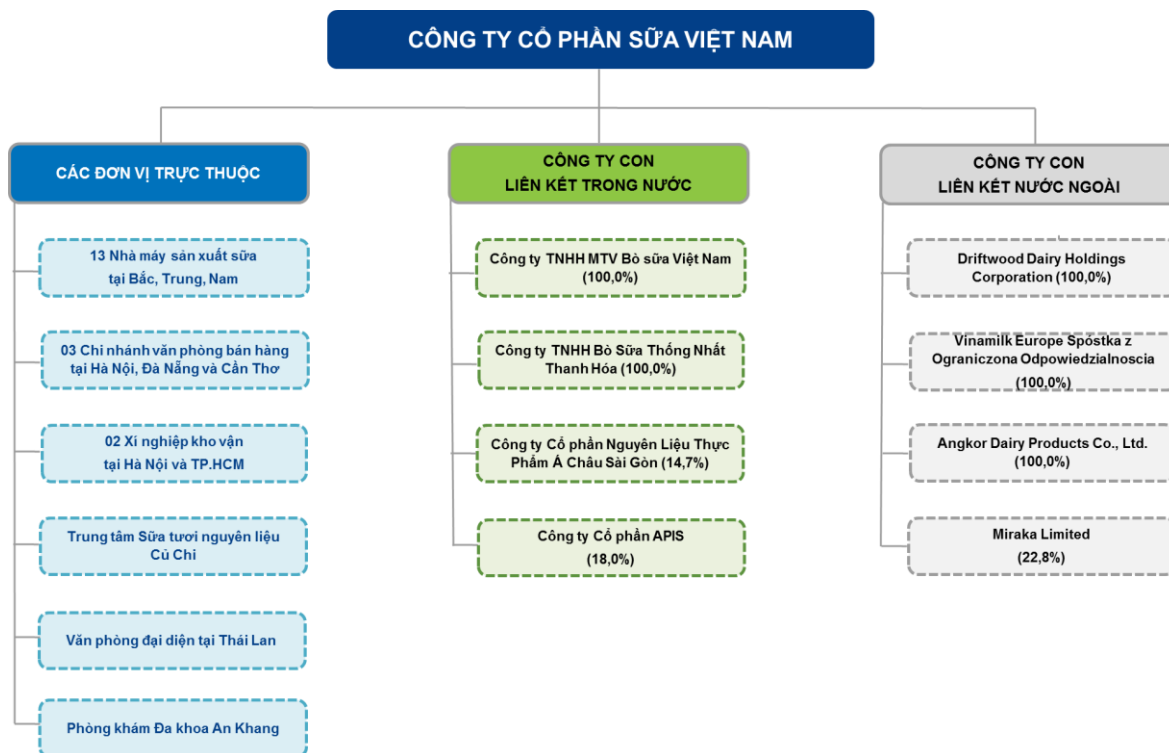 CÔNG TY CỔ PHẦN SỮA VIỆT NAM
CÁC ĐƠN VỊ TRỰC THUỘC
13 Nhà máy sản xuất sữa
tại Bắc, Trung, Nam
03 Chi nhánh văn phòng bán hàng
tại Hà Nội, Đà Nẵng và Cần Thơ
02 Xí nghiệp kho vận
tại Hà Nội và TP.HCM
Trung tâm Sữa tươi nguyên liệu
Củ Chi
Văn phòng đại diện tại Thái Lan
Phòng khám Đa khoa An Khang
CÔNG TY CON
LIÊN KẾT TRONG NƯỚC
Công ty TNHH MTV Bò sữa Việt Nam
(100,0%)
Công ty TNHH Bò Sữa Thống Nhất
Thanh Hóa (100,0%)
Công ty Cổ phần Nguyên Liệu Thực
Phẩm Á Châu Sài Gòn (14,7%)
Công ty Cổ phần APIS
(18,0%)
CÔNG TY CON
LIÊN KẾT NƯỚC NGOÀI
Driftwood Dairy Holdings
Corporation (100,0%)
Vinamilk Europe Spóstka z
Ograniczona Odpowiedzialnoscia
(100,0%)
Angkor Dairy Products Co., Ltd.
(100,0%)
Miraka Limited
(22,8%)